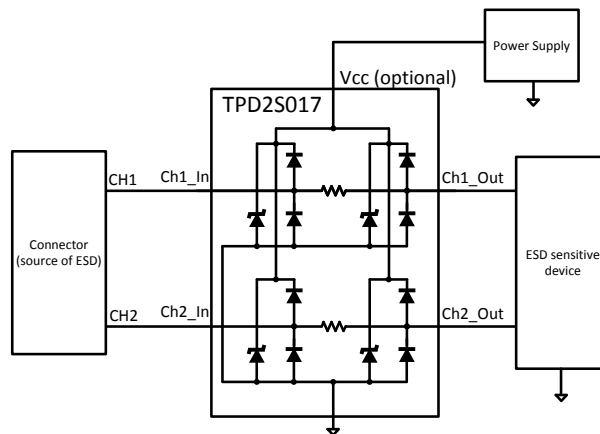 Power Supply
Vcc (optional)
TPD2S017
CH1
Ch1_In
Ch1_Out
Connector
(source of ESD)
ESD sensitive
device
CH2
Ch2_In
Ch2_Out